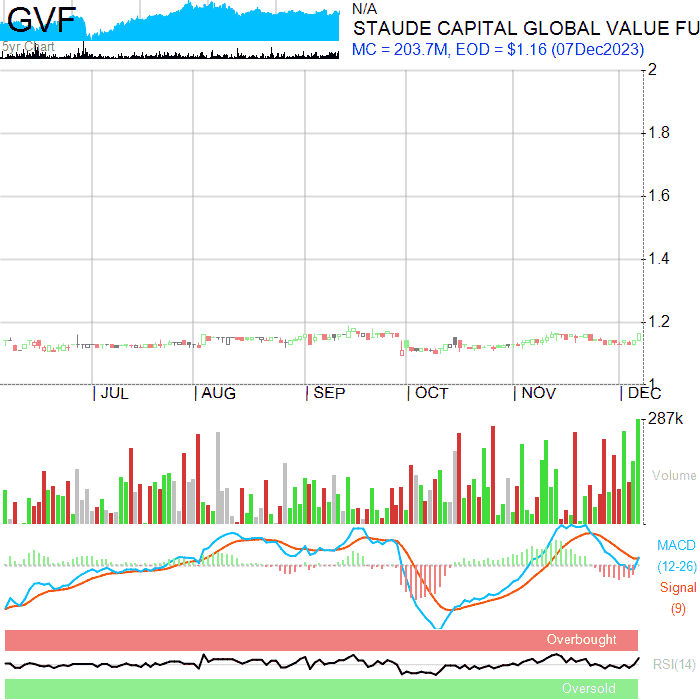 GVF
5yr Chart
N/A
STAUDE CAPITAL GLOBAL VALUE FU
MC = 203.7M, EOD = $1.16 (07Dec2023)
2
1.8
1.6
1.4
1.2
1
JUL AUG SEP OCT NOV DEC
287k
Volume
MACD
(12-26)
Signal
(9)
Overbought
RSI(14)
Oversold